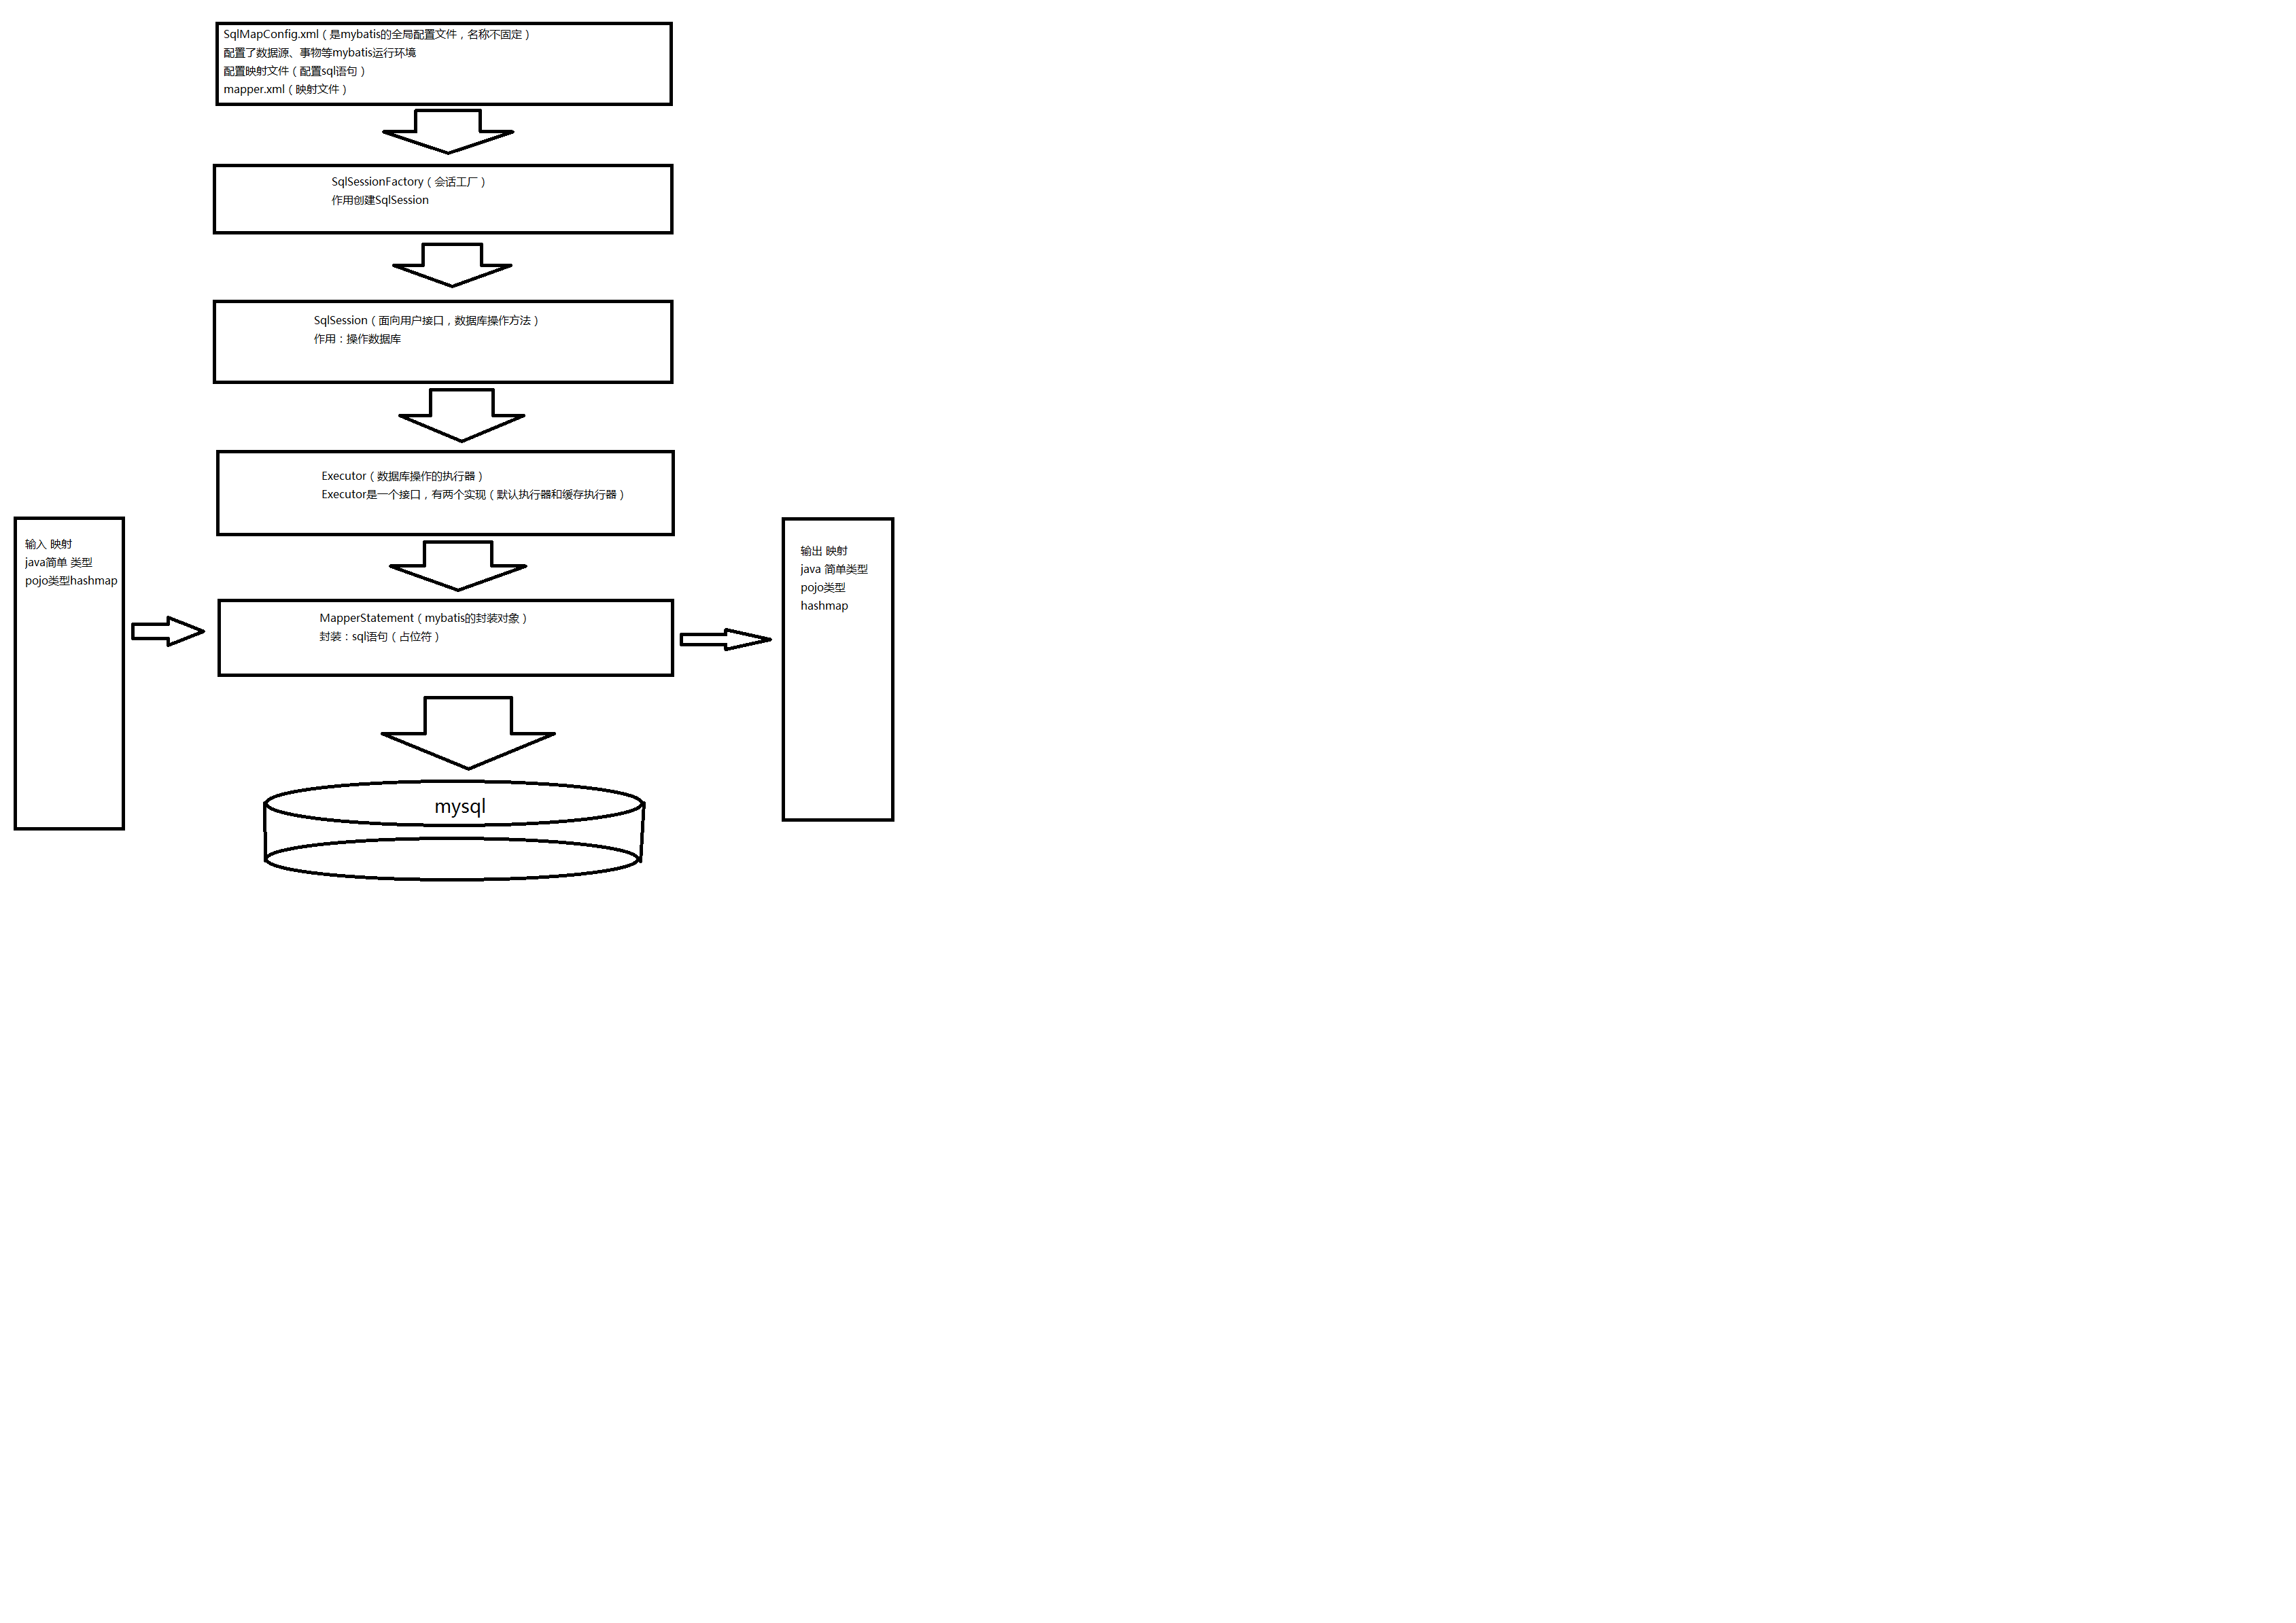 SqlMapConfig.xml（是mybatis的全局配置文件，名称不固定）
配置了数据源、事物等mybatis运行环境
配置映射文件（配置sql语句）
mapper.xml（映射文件）
SqlSessionFactory（会话工厂）
作用创建SqlSession
SqlSession（面向用户接口，数据库操作方法）
作用：操作数据库
Executor（数据库操作的执行器）
Executor是一个接口，有两个实现（默认执行器和缓存执行器）
输入 映射
java简单 类型
pojo类型hashmap
MapperStatement（mybatis的封装对象）
封装：sql语句（占位符）
输出 映射
java 简单类型
pojo类型
hashmap
mysql